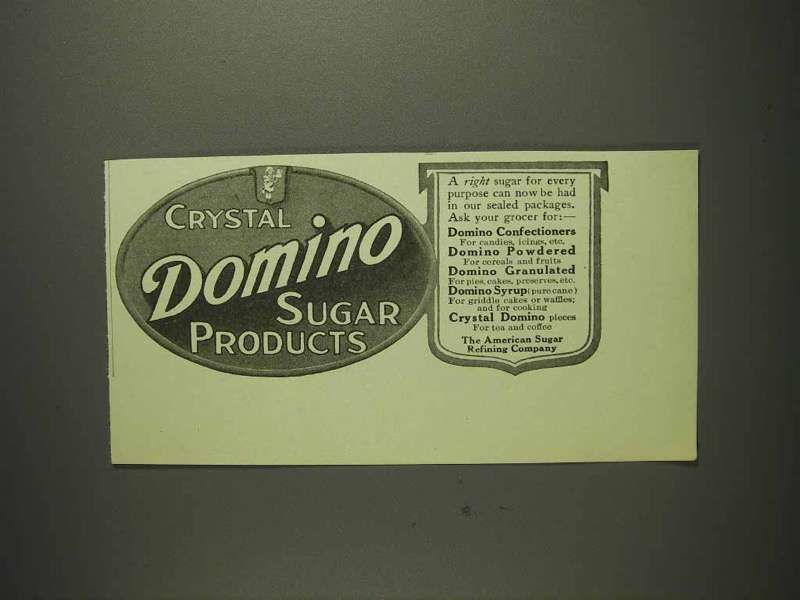 CRYSTAL
Domino
SUGAR
PRODUCTS
A right sugar for every
purpose can now be had
in our sealed packages.
Ask your grocer for:—
Domino Confectioners
For candies, icings, etc.
Domino Powdered
For cereals and fruits
Domino Granulated
For pies, cakes, preserves, etc.
Domino Syrup (pure cane)
For griddle cakes or waffles;
and for cooking
Crystal Domino pieces
For tea and coffee
The American Sugar
Refining Company